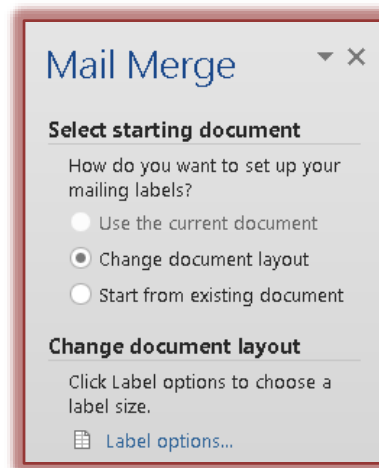 Mail Merge
Select starting document
How do you want to set up your
mailing labels?
Use the current document
Change document layout
Start from existing document
Change document layout
Click Label options to choose a
label size.
Label options...